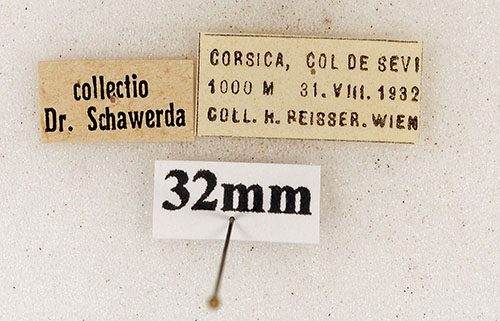 collectio
Dr. Schawerda
CORSICA, COL DE SEVI
1000 M 31. VIII. 1932
COLL. H. REISSER. WIEN
32mm